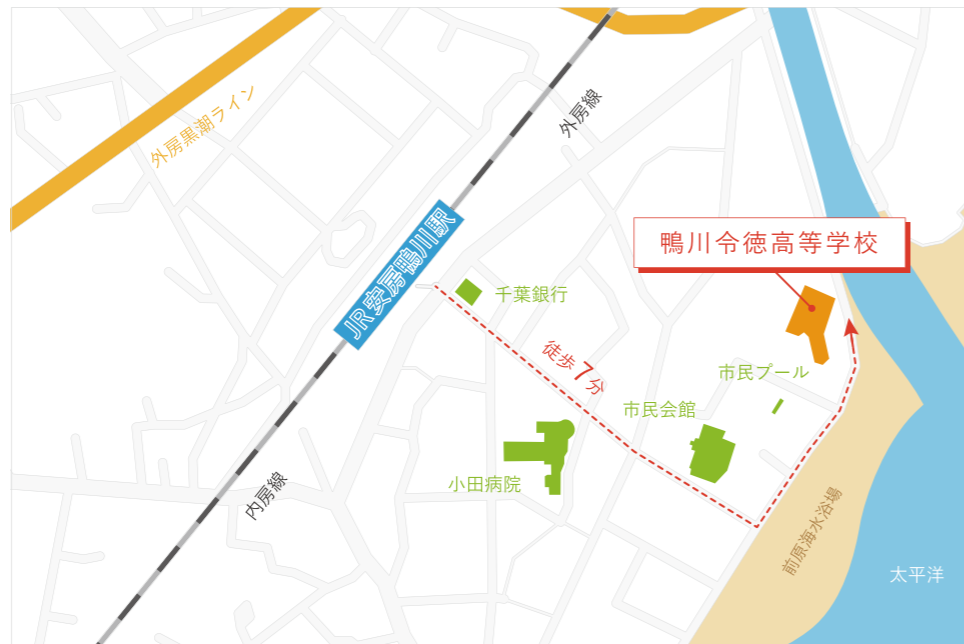 外房黒潮ライン
外房線
JR安房鴨川駅
鴨川令徳高等学校
千葉銀行
徒歩7分
市民プール
市民会館
小田病院
内房線
前原海水浴場
太平洋